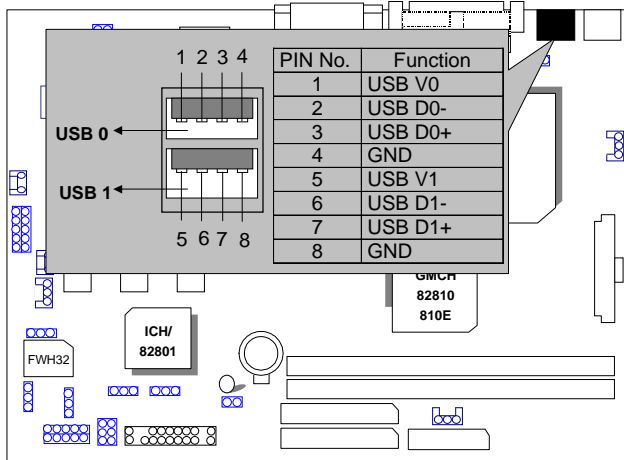 1 2 3 4
USB 0
USB 1
5 6 7 8
PIN No. Function
1 USB V0
2 USB D0-
3 USB D0+
4 GND
5 USB V1
6 USB D1-
7 USB D1+
8 GND
GMCH
82810
810E
ICH/
82801
FWH32